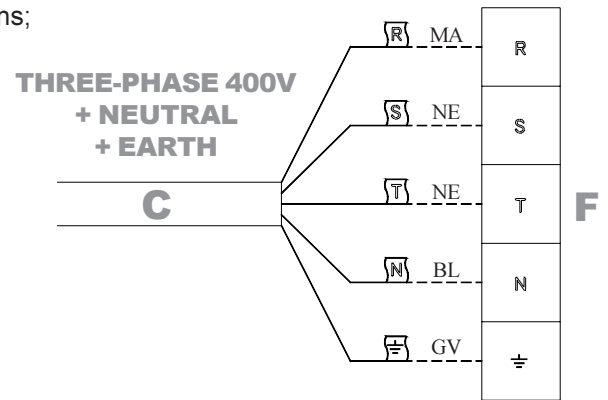 ns;
THREE-PHASE 400V
+ NEUTRAL
+ EARTH
C
R MA R
S NE S
T NE T
N BL N
GV
F